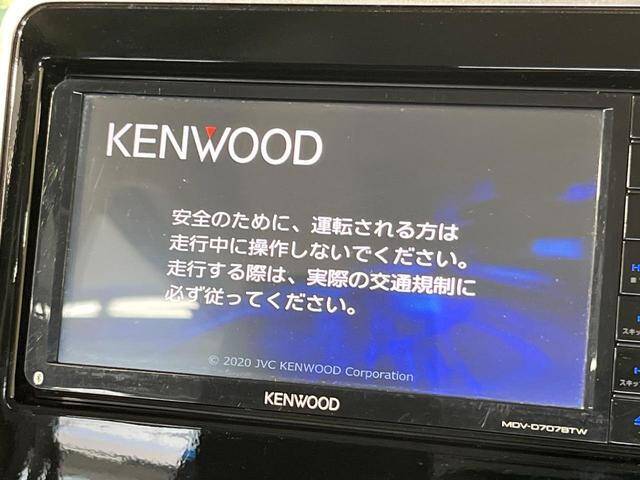 KENWOOD
安全のために、運転される方は
走行中に操作しないでください。
走行する際は、実際の交通規制に
必ず従ってください。
© 2020 JVC KENWOOD Corporation
KENWOOD
MDV-D707BTW